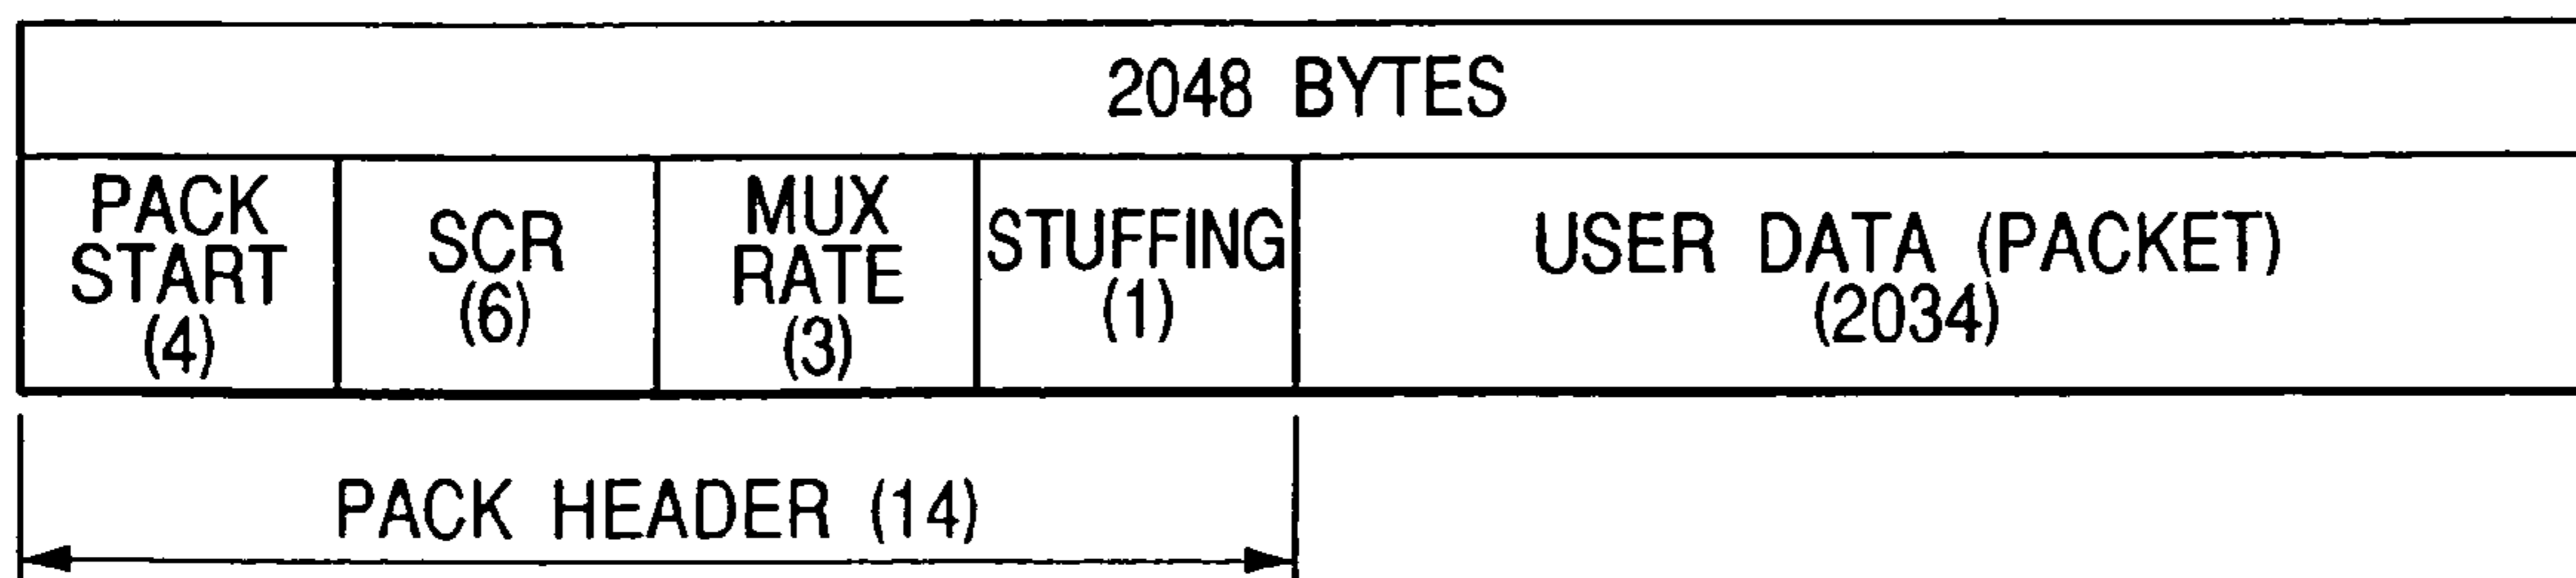 2048 BYTES
PACK
START
(4)
SCR
(6)
MUX
RATE
(3)
STUFFING
(1)
USER DATA (PACKET)
(2034)
PACK HEADER (14)